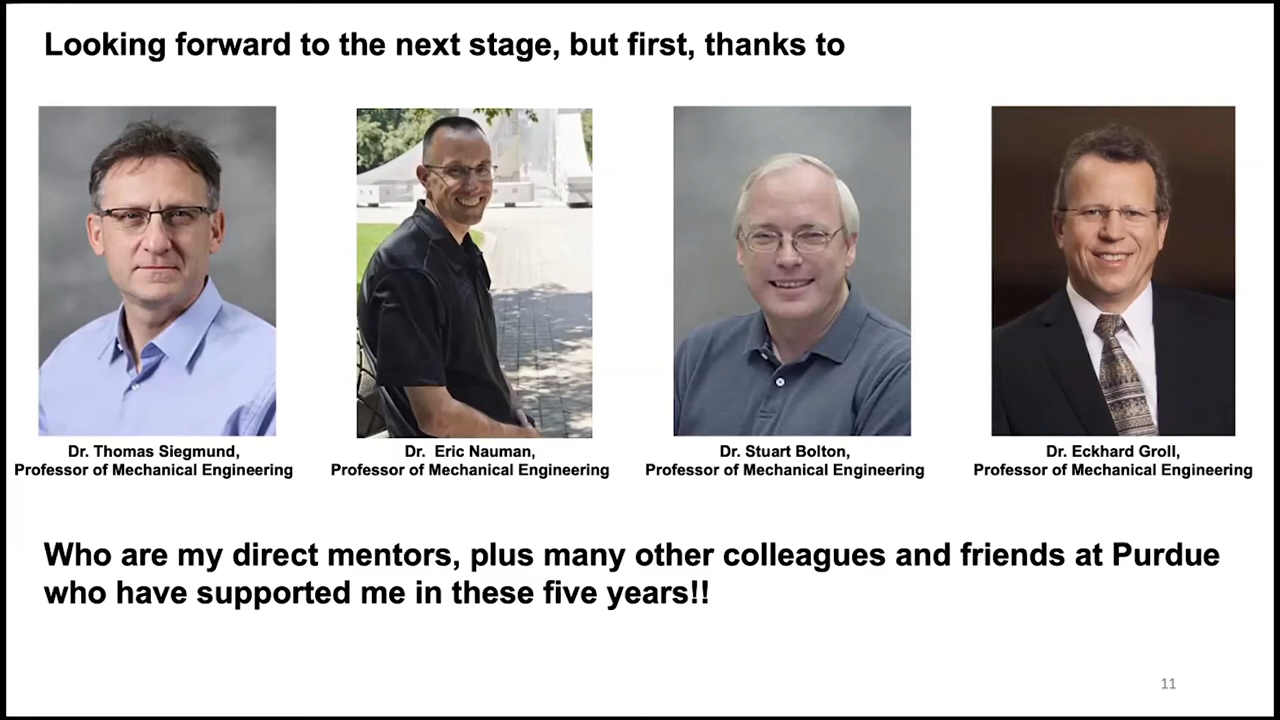 Looking forward to the next stage, but first, thanks to
Dr. Thomas Siegmund,
Professor of Mechanical Engineering
Dr.  Eric Nauman,
Professor of Mechanical Engineering
Dr. Stuart Bolton,
Professor of Mechanical Engineering
Dr. Eckhard Groll,
Professor of Mechanical Engineering
Who are my direct mentors, plus many other colleagues and friends at Purdue
who have supported me in these five years!!
11